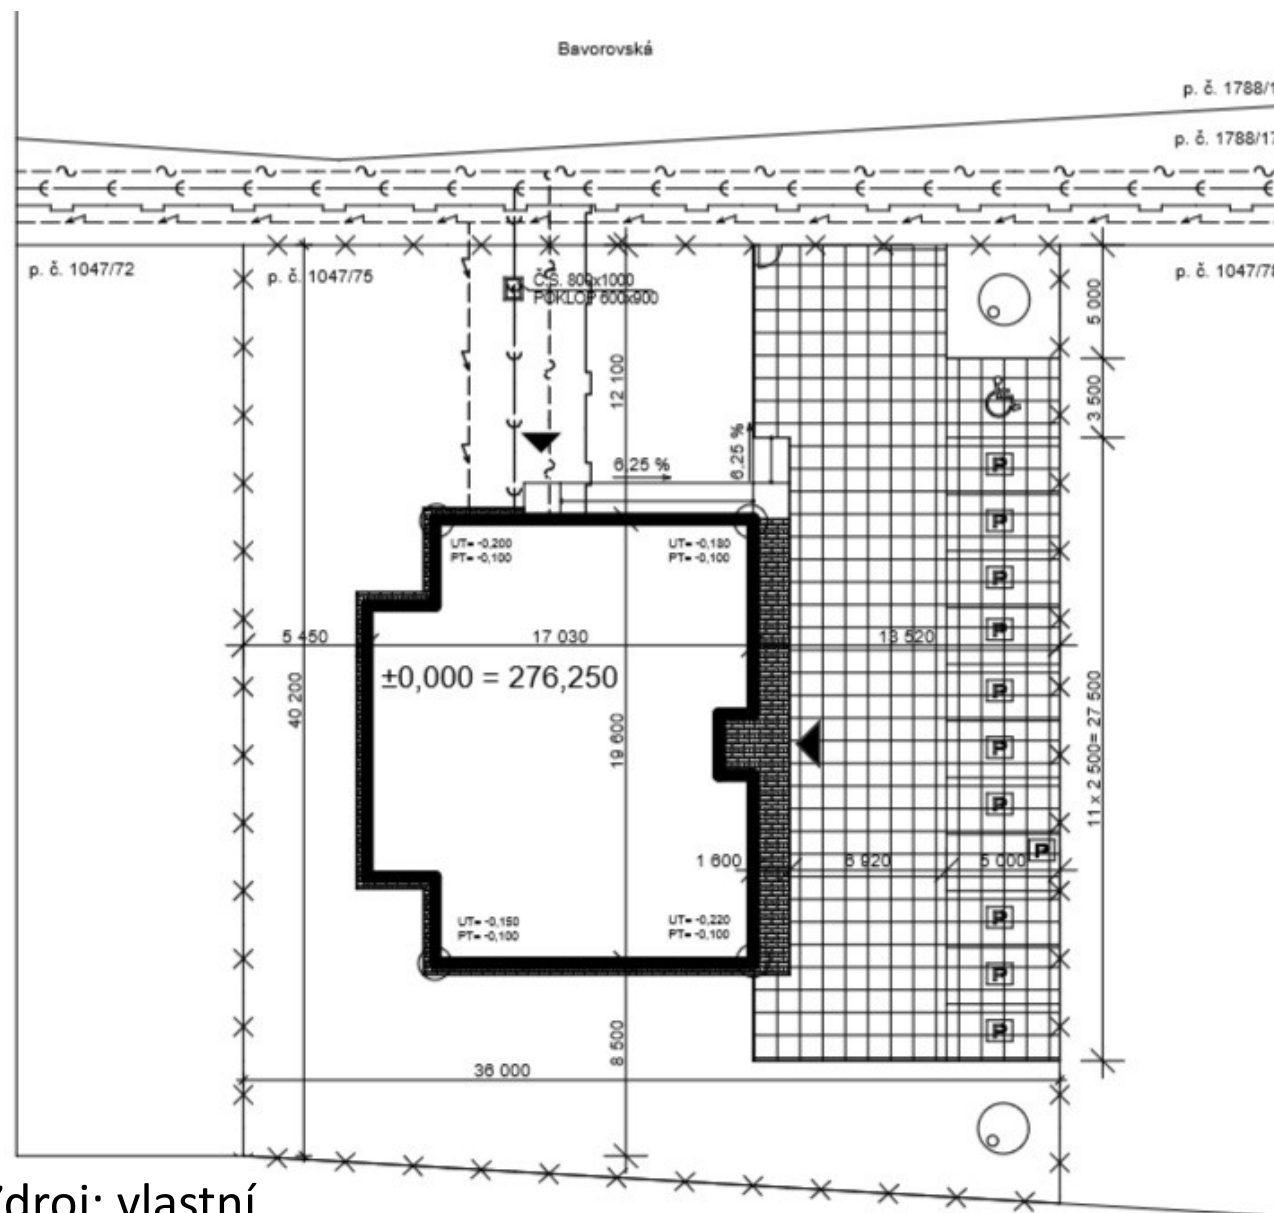 Bavorovská
p. č. 1788/1
p. č. 1788/17
p. č. 1047/72
p. č. 1047/75
p. č. 1047/78
Č.S. 800x1000
POKLOP 600x900
5 000
3 500
12 100
6,25 %
6,25 %
UT= -0,200
PT= -0,100
UT= -0,180
PT= -0,100
P
P
P
P
P
P
P
P
P
P
P
5 450
17 030
13 520
±0,000 = 276,250
40 200
19 600
11 x 2 500= 27 500
1 600
6 920
5 000
UT= -0,150
PT= -0,100
UT= -0,220
PT= -0,100
8 500
36 000
Zdroj: vlastní